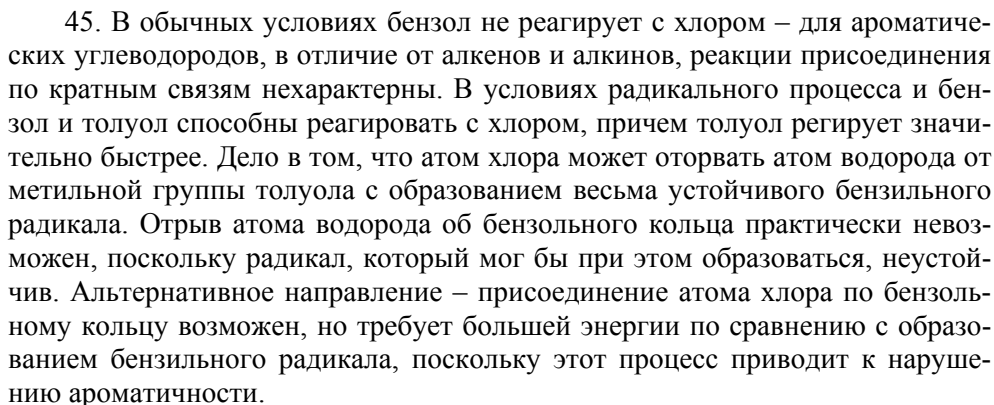 45. В обычных условиях бензол не реагирует с хлором – для ароматиче-
ских углеводородов, в отличие от алкенов и алкинов, реакции присоединения
по кратным связям нехарактерны. В условиях радикального процесса и бен-
зол и толуол способны реагировать с хлором, причем толуол регирует значи-
тельно быстрее. Дело в том, что атом хлора может оторвать атом водорода от
метильной группы толуола с образованием весьма устойчивого бензильного
радикала. Отрыв атома водорода об бензольного кольца практически невоз-
можен, поскольку радикал, который мог бы при этом образоваться, неустой-
чив. Альтернативное направление – присоединение атома хлора по бензоль-
ному кольцу возможен, но требует большей энергии по сравнению с образо-
ванием бензильного радикала, поскольку этот процесс приводит к наруше-
нию ароматичности.